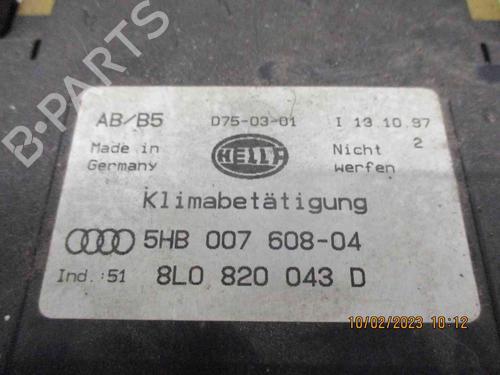 AB/B5 D75-03-01 I 13.10.97
Made in Germany HELLA Nicht 2 werfen
Klimabetätigung
5HB 007 608-04
Ind.:51 8L0 820 043 D
10/02/2023 10:12